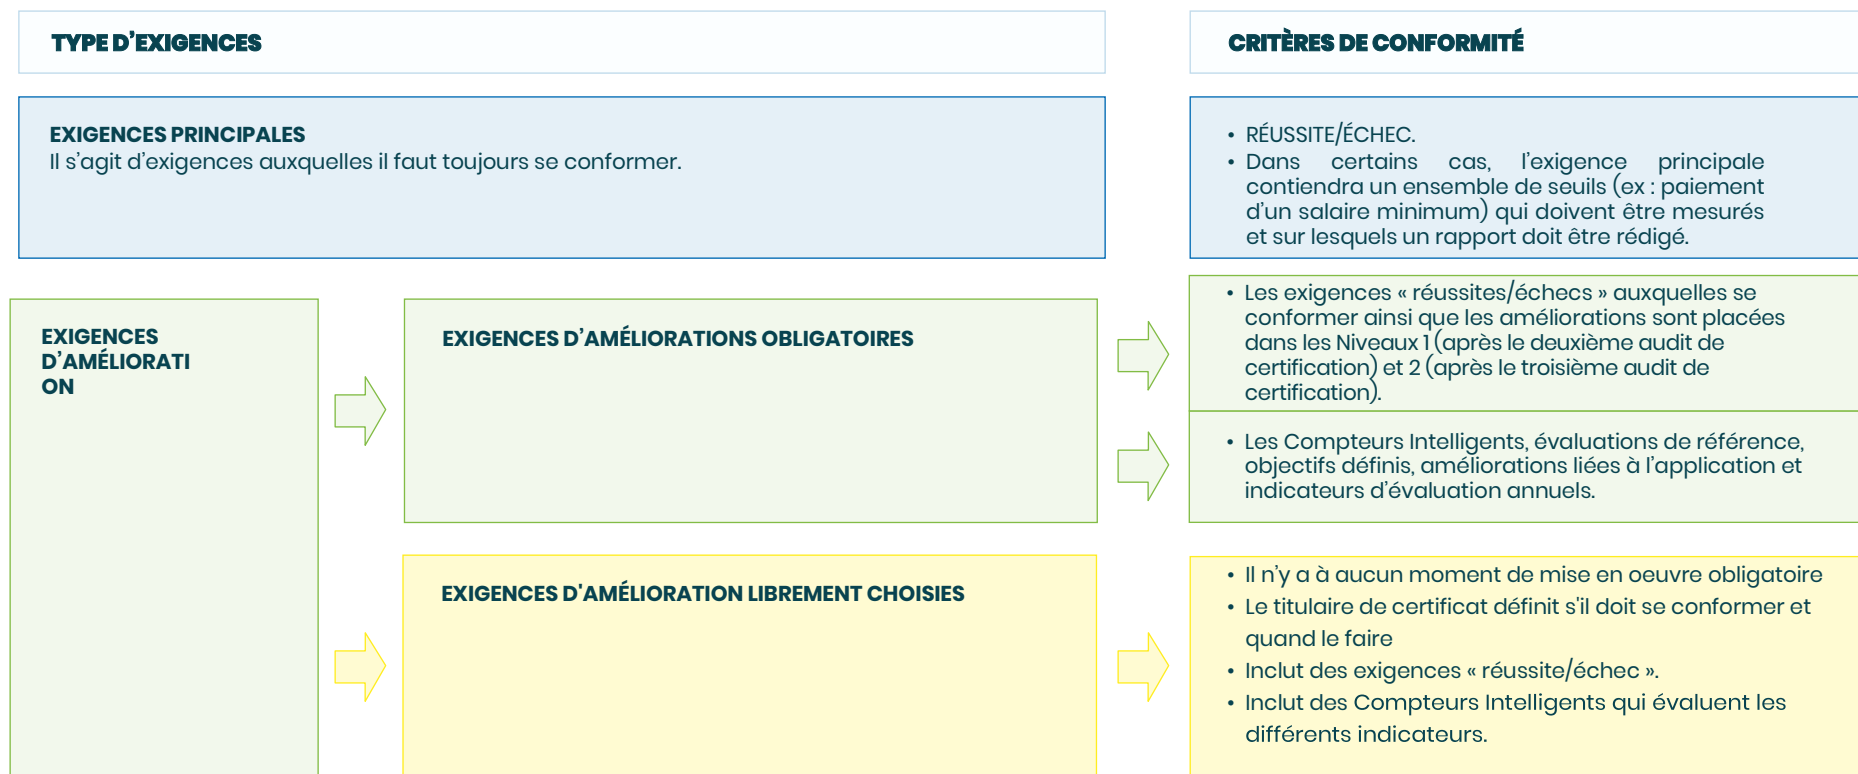 TYPE D’EXIGENCES
CRITÈRES DE CONFORMITÉ
EXIGENCES PRINCIPALES
Il s’agit d’exigences auxquelles il faut toujours se conformer.
• RÉUSSITE/ÉCHEC.
• Dans certains cas, l’exigence principale
contiendra un ensemble de seuils (ex : paiement
d’un salaire minimum) qui doivent être mesurés
et sur lesquels un rapport doit être rédigé.
EXIGENCES
D’AMÉLIORATI
ON
EXIGENCES D’AMÉLIORATIONS OBLIGATOIRES
• Les exigences « réussites/échecs » auxquelles se
conformer ainsi que les améliorations sont placées
dans les Niveaux 1 (après le deuxième audit de
certification) et 2 (après le troisième audit de
certification).
• Les Compteurs Intelligents, évaluations de référence,
objectifs définis, améliorations liées à l’application et
indicateurs d’évaluation annuels.
EXIGENCES D'AMÉLIORATION LIBREMENT CHOISIES
• Il n’y a à aucun moment de mise en oeuvre obligatoire
• Le titulaire de certificat définit s'il doit se conformer et
quand le faire
• Inclut des exigences « réussite/échec ».
• Inclut des Compteurs Intelligents qui évaluent les
différents indicateurs.